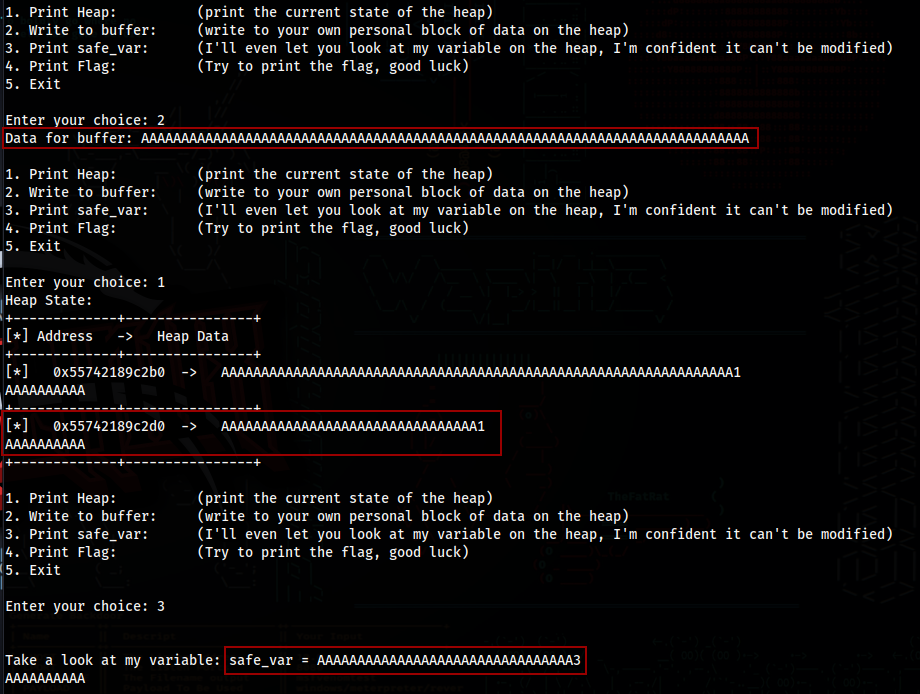 1. Print Heap:          (print the current state of the heap)
2. Write to buffer:     (write to your own personal block of data on the heap)
3. Print safe_var:      (I'll even let you look at my variable on the heap, I'm confident it can't be modified)
4. Print Flag:          (Try to print the flag, good luck)
5. Exit
Enter your choice: 2
Data for buffer: AAAAAAAAAAAAAAAAAAAAAAAAAAAAAAAAAAAAAAAAAAAAAAAAAAAAAAAAAAAAAAAAAAAAAAAAAAAA
1. Print Heap:          (print the current state of the heap)
2. Write to buffer:     (write to your own personal block of data on the heap)
3. Print safe_var:      (I'll even let you look at my variable on the heap, I'm confident it can't be modified)
4. Print Flag:          (Try to print the flag, good luck)
5. Exit
Enter your choice: 1
Heap State:
+-------------+----------------+
[*] Address   ->   Heap Data
+-------------+----------------+
[*]   0x55742189c2b0  ->   AAAAAAAAAAAAAAAAAAAAAAAAAAAAAAAAAAAAAAAAAAAAAAAAAAAAAAAAAAAAAAAA1
AAAAAAAAAA
+-------------+----------------+
[*]   0x55742189c2d0  ->   AAAAAAAAAAAAAAAAAAAAAAAAAAAAAAAA1
AAAAAAAAAA
+-------------+----------------+
1. Print Heap:          (print the current state of the heap)
2. Write to buffer:     (write to your own personal block of data on the heap)
3. Print safe_var:      (I'll even let you look at my variable on the heap, I'm confident it can't be modified)
4. Print Flag:          (Try to print the flag, good luck)
5. Exit
Enter your choice: 3
Take a look at my variable: safe_var = AAAAAAAAAAAAAAAAAAAAAAAAAAAAAAAA3
AAAAAAAAAA